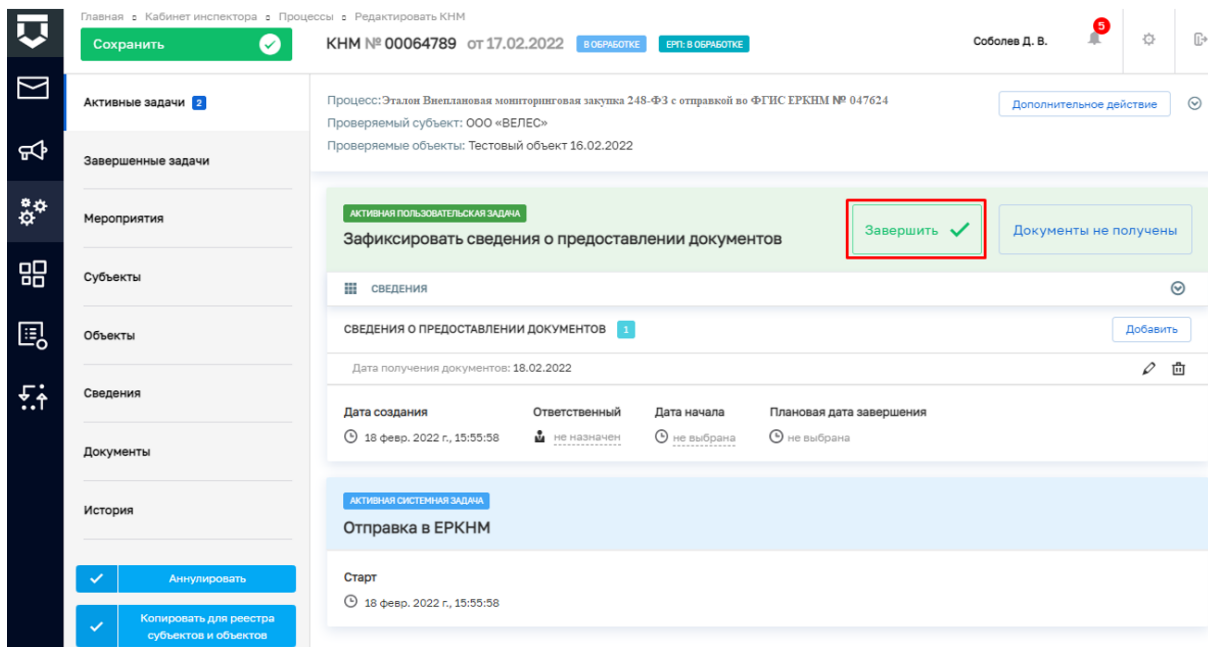 Главная Кабинет инспектора Процессы Редактировать КНМ
Сохранить
КНМ № 00064789 от 17.02.2022 В ОБРАБОТКЕ ЕРП: В ОБРАБОТКЕ
Соболев Д. В.
5
Активные задачи 2
Завершенные задачи
Мероприятия
Субъекты
Объекты
Сведения
Документы
История
Аннулировать
Копировать для реестра
субъектов и объектов
Процесс:Эталон Внеплановая мониторинговая закупка 248-ФЗ с отправкой во ФГИС ЕРКНМ № 047624
Проверяемый субъект: ООО «ВЕЛЕС»
Проверяемые объекты: Тестовый объект 16.02.2022
Дополнительное действие
АКТИВНАЯ ПОЛЬЗОВАТЕЛЬСКАЯ ЗАДАЧА
Зафиксировать сведения о предоставлении документов
Завершить
Документы не получены
СВЕДЕНИЯ
СВЕДЕНИЯ О ПРЕДОСТАВЛЕНИИ ДОКУМЕНТОВ 1
Добавить
Дата получения документов: 18.02.2022
Дата создания Ответственный Дата начала Плановая дата завершения
18 февр. 2022 г., 15:55:58 не назначен не выбрана не выбрана
АКТИВНАЯ СИСТЕМНАЯ ЗАДАЧА
Отправка в ЕРКНМ
Старт
18 февр. 2022 г., 15:55:58